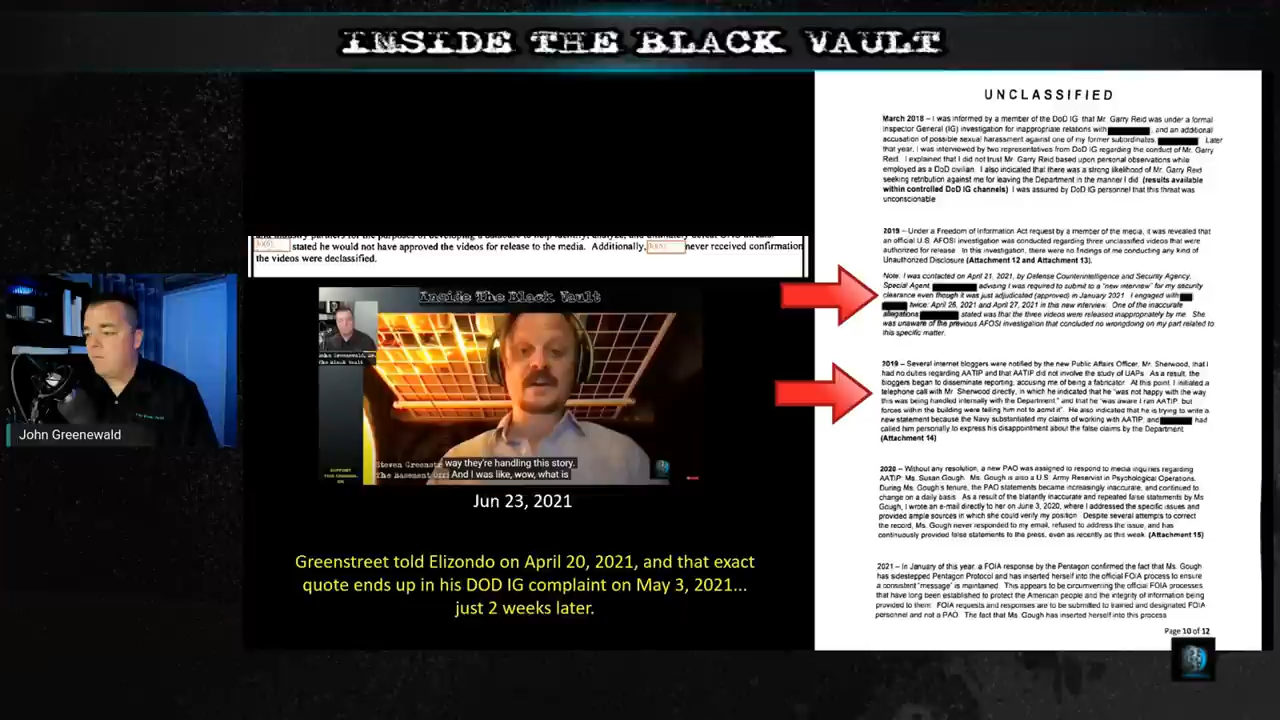 INSIDE THE BLACK VAULT
John Greenewald
stated he would not have approved the videos for release to the media. Additionally, never received confirmation
the videos were declassified.
Inside The Black Vault
John Greenewald, Jr.
The Black Vault
way they're handling this story.
And I was like, wow, what is
Jun 23, 2021
Greenstreet told Elizondo on April 20, 2021, and that exact
quote ends up in his DOD IG complaint on May 3, 2021...
just 2 weeks later.
UNCLASSIFIED
March 2018 – I was informed by a member of the DoD IG that Mr. Garry Reid was under a formal
Inspector General (IG) investigation for inappropriate relations with , and an additional
accusation of possible sexual harassment against one of my former subordinates, Later
that year, I was interviewed by two representatives from DoD IG regarding the conduct of Mr. Garry
Reid. I explained that I did not trust Mr. Garry Reid based upon personal observations while
employed as a DoD civilian. I also indicated that there was a strong likelihood of Mr. Garry Reid
seeking retribution against me for leaving the Department in the manner I did (results available
within controlled DoD IG channels) I was assured by DoD IG personnel that this threat was
unconscionable
2019 – Under a Freedom of Information Act request by a member of the media, it was revealed that
an official U.S. AFOSI investigation was conducted regarding three unclassified videos that were
authorized for release. In this investigation, there were no findings of me conducting any kind of
Unauthorized Disclosure (Attachment 12 and Attachment 13).
Note: I was contacted on April 21, 2021, by Defense Counterintelligence and Security Agency,
Special Agent, advising I was required to submit to a "new interview" for my security
clearance even though it was just adjudicated (approved) in January 2021 I engaged with
twice: April 26, 2021 and April 27, 2021 in this new interview. One of the inaccurate
allegations stated was that the three videos were released inappropriately by me. She
was unaware of the previous AFOSI investigation that concluded no wrongdoing on my part related to
this specific matter.
2019 – Several internet bloggers were notified by the new Public Affairs Officer, Mr. Sherwood, that I
had no duties regarding AATIP and that AATIP did not involve the study of UAPs As a result, the
bloggers began to disseminate reporting, accusing me of being a fabricator At this point, I initiated a
telephone call with Mr. Sherwood directly, in which he indicated that he "was not happy with the way
this was being handled internally with the Department" and that he "was aware I ran AATIP, but
forces within the building were telling him not to admit it". He also indicated that he is trying to write a
new statement because the Navy substantiated my claims of working with AATIP, and had
called him personally to express his disappointment about the false claims by the Department
(Attachment 14)
2020 – Without any resolution, a new PAO was assigned to respond to media inquiries regarding
AATIP: Ms. Susan Gough. Ms. Gough is also a U.S. Army Reservist in Psychological Operations.
During Ms. Gough's tenure, the PAO statements became increasingly inaccurate, and continued to
change on a daily basis. As a result of the blatantly inaccurate and repeated false statements by Ms
Gough, I wrote an e-mail directly to her on June 3, 2020, where I addressed the specific issues and
provided ample sources in which she could verify my position Despite several attempts to correct
the record, Ms. Gough never responded to my email, refused to address the issue, and has
continuously provided false statements to the press, even as recently as this week. (Attachment 15)
2021 – In January of this year, a FOIA response by the Pentagon confirmed the fact that Ms. Gough
has sidestepped Pentagon Protocol and has inserted herself into the official FOIA process to ensure
a consistent "message" is maintained. This appears to be circumventing the official FOIA processes
that have long been established to protect the American people and the integrity of information being
provided to them. FOIA requests and responses are to be submitted to trained and designated FOIA
personnel and not a PAO The fact that Ms. Gough has inserted herself into this process
Page 10 of 12